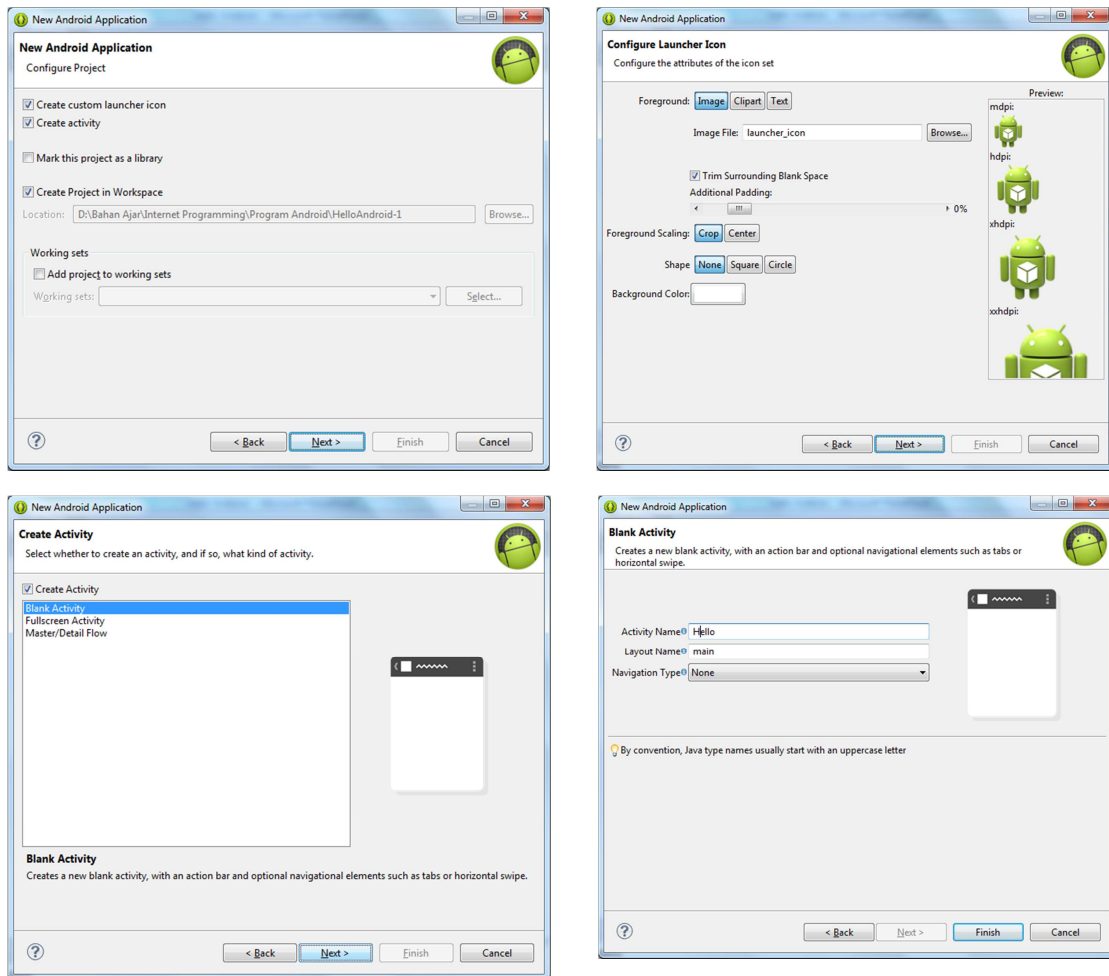 New Android Application
New Android Application
Configure Project
Create custom launcher icon
Create activity
Mark this project as a library
Create Project in Workspace
Location: D:\Bahan Ajar\Internet Programming\Program Android\HelloAndroid-1 Browse...
Working sets
Add project to working sets
Working sets: Select...
? < Back Next > Finish Cancel
New Android Application
Configure Launcher Icon
Configure the attributes of the icon set
Foreground: Image Clipart Text
Image File: launcher_icon Browse...
Trim Surrounding Blank Space
Additional Padding:
0%
Foreground Scaling: Crop Center
Shape None Square Circle
Background Color:
Preview:
mdpi:
hdpi:
xhdpi:
xxhdpi:
? < Back Next > Finish Cancel
New Android Application
Create Activity
Select whether to create an activity, and if so, what kind of activity.
Create Activity
Blank Activity
Fullscreen Activity
Master/Detail Flow
Blank Activity
Creates a new blank activity, with an action bar and optional navigational elements such as tabs or horizontal swipe.
? < Back Next > Finish Cancel
New Android Application
Blank Activity
Creates a new blank activity, with an action bar and optional navigational elements such as tabs or
horizontal swipe.
Activity Name Hello
Layout Name main
Navigation Type None
By convention, Java type names usually start with an uppercase letter
? < Back Next > Finish Cancel